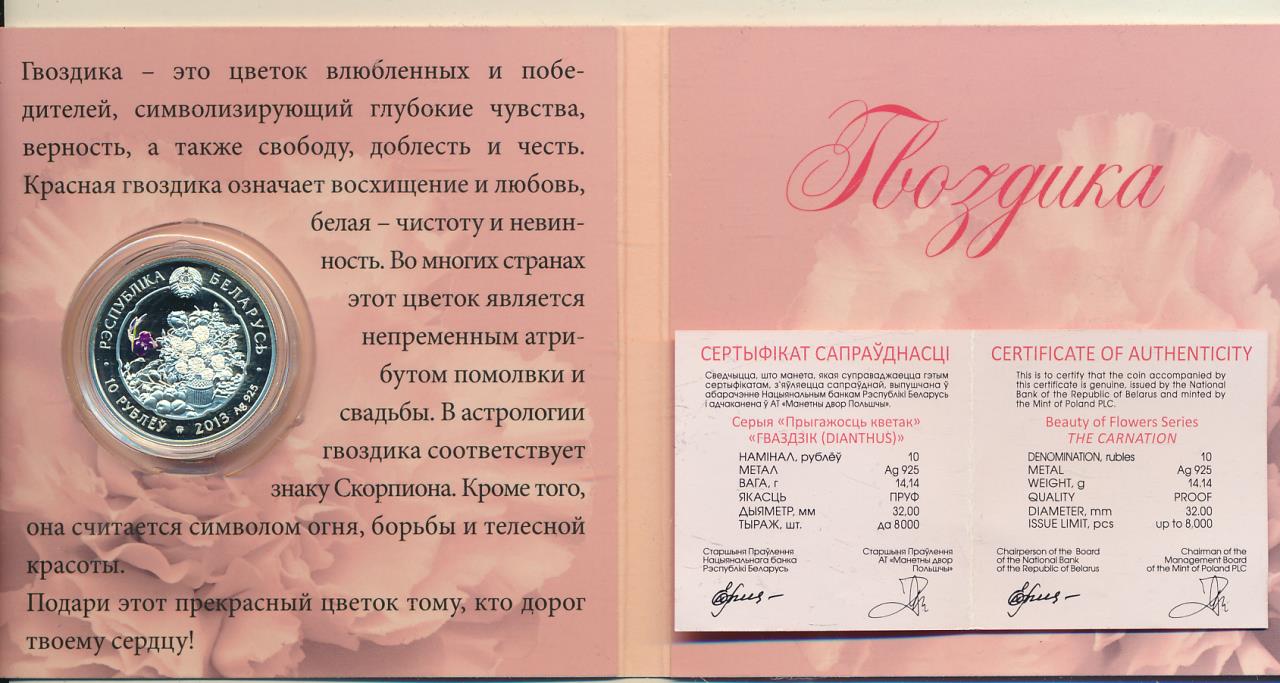 Гвоздика – это цветок влюбленных и побе-
дителей, символизирующий глубокие чувства,
верность, а также свободу, доблесть и честь.
Красная гвоздика означает восхищение и любовь,
белая – чистоту и невин-
ность. Во многих странах
этот цветок является
непременным атри-
бутом помолвки и
свадьбы. В астрологии
гвоздика соответствует
знаку Скорпиона. Кроме того,
она считается символом огня, борьбы и телесной
красоты.
Подари этот прекрасный цветок тому, кто дорог
твоему сердцу!
РЭСПУБЛІКА БЕЛАРУСЬ
10 РУБЛЁЎ 2013 Ag 925
Гвоздика
СЕРТЫФІКАТ САПРАЎДНАСЦІ
Сведчыцца, што манета, якая суправаджаецца гэтым
сертыфікатам, з'яўляецца сапраўднай, выпушчана ў
абарачэнне Нацыянальным банкам Рэспублікі Беларусь
і адчаканена ў АТ «Манетны двор Польшчы».
Серыя «Прыгажосць кветак»
«ГВАЗДЗІК (DIANTHUS)»
НАМІНАЛ, рублёў 10
МЕТАЛ Ag 925
ВАГА, г 14,14
ЯКАСЦЬ ПРУФ
ДЫЯМЕТР, мм 32,00
ТЫРАЖ, шт. да 8000
Старшыня Праўлення
Нацыянальнага банка
Рэспублікі Беларусь
Старшыня Праўлення
АТ «Манетны двор
Польшчы»
CERTIFICATE OF AUTHENTICITY
This is to certify that the coin accompanied by
this certificate is genuine, issued by the National
Bank of the Republic of Belarus and minted by
the Mint of Poland PLC.
Beauty of Flowers Series
THE CARNATION
DENOMINATION, rubles 10
METAL Ag 925
WEIGHT, g 14.14
QUALITY PROOF
DIAMETER, mm 32.00
ISSUE LIMIT, pcs up to 8,000
Chairperson of the Board
of the National Bank
of the Republic of Belarus
Chairman of the
Management Board
of the Mint of Poland PLC